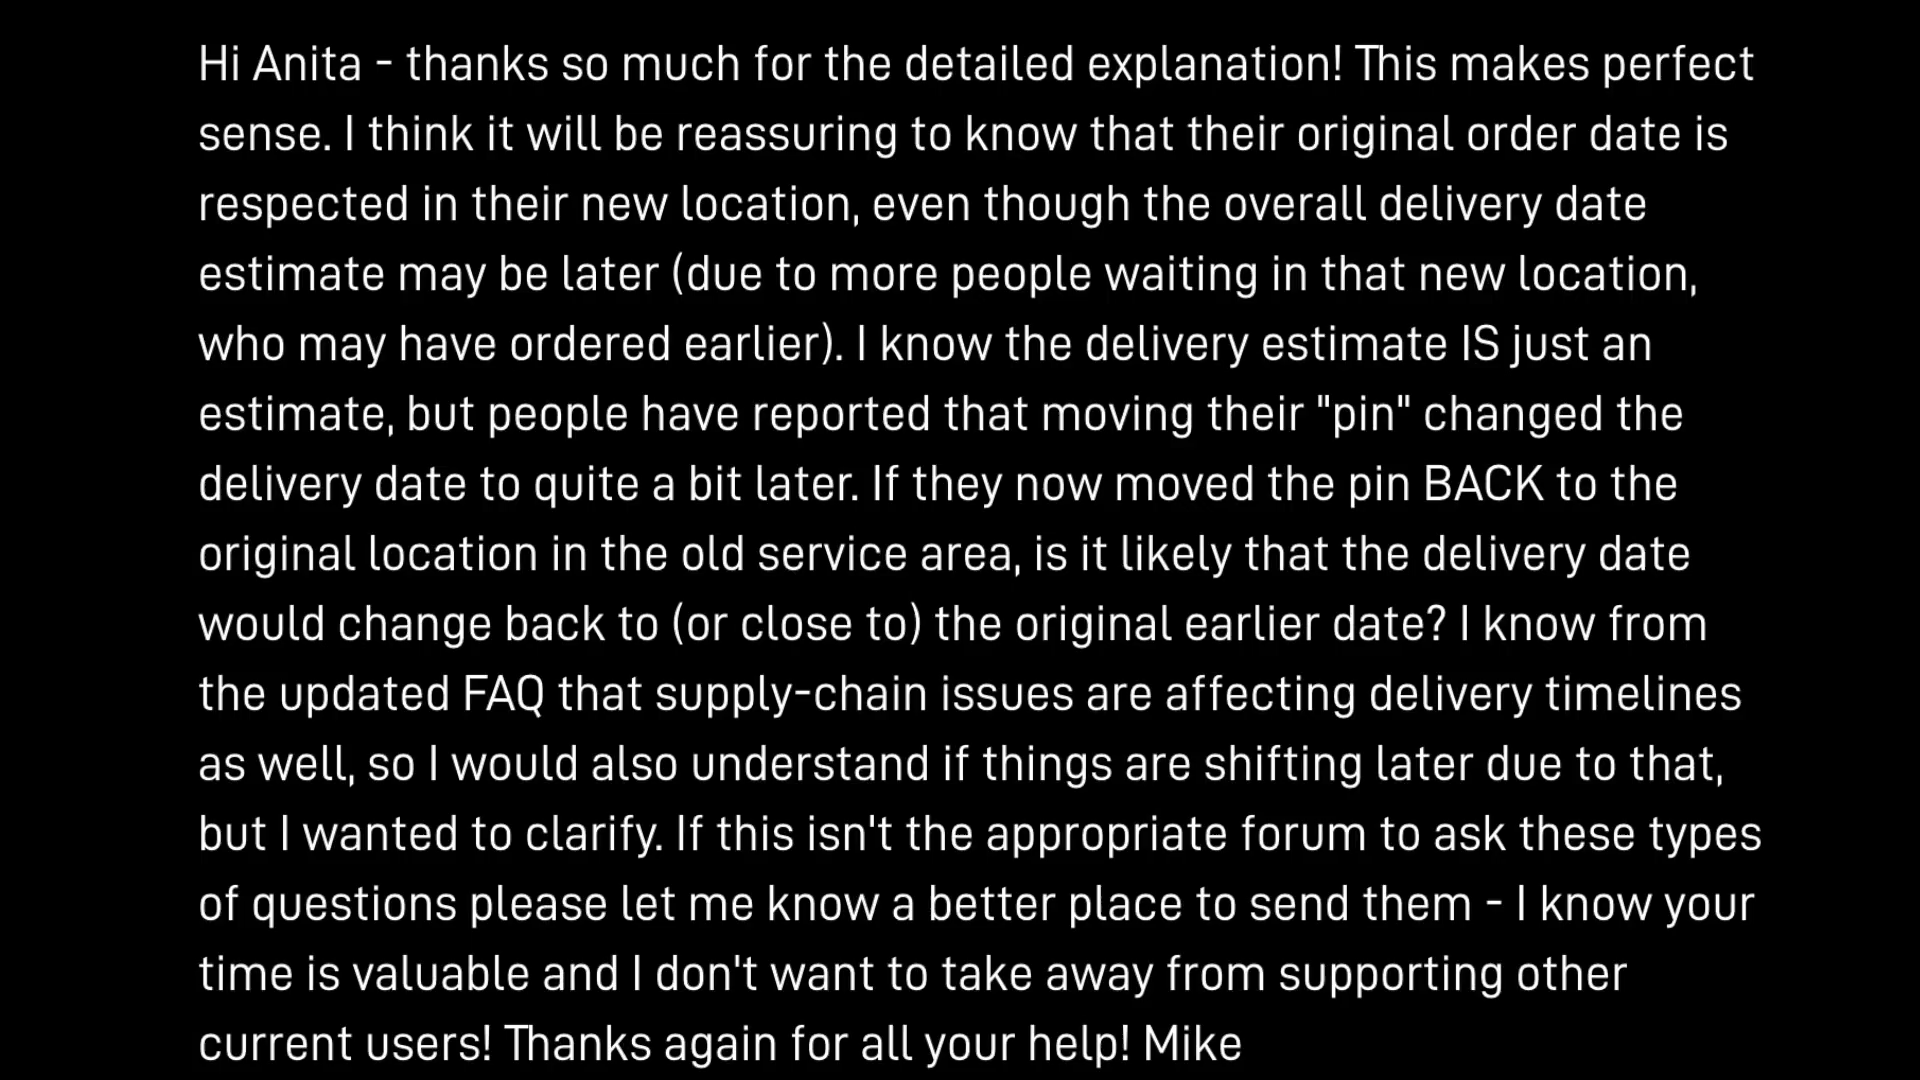 Hi Anita - thanks so much for the detailed explanation! This makes perfect
sense. I think it will be reassuring to know that their original order date is
respected in their new location, even though the overall delivery date
estimate may be later (due to more people waiting in that new location,
who may have ordered earlier). I know the delivery estimate IS just an
estimate, but people have reported that moving their "pin" changed the
delivery date to quite a bit later. If they now moved the pin BACK to the
original location in the old service area, is it likely that the delivery date
would change back to (or close to) the original earlier date? I know from
the updated FAQ that supply-chain issues are affecting delivery timelines
as well, so I would also understand if things are shifting later due to that,
but I wanted to clarify. If this isn't the appropriate forum to ask these types
of questions please let me know a better place to send them - I know your
time is valuable and I don't want to take away from supporting other
current users! Thanks again for all your help! Mike